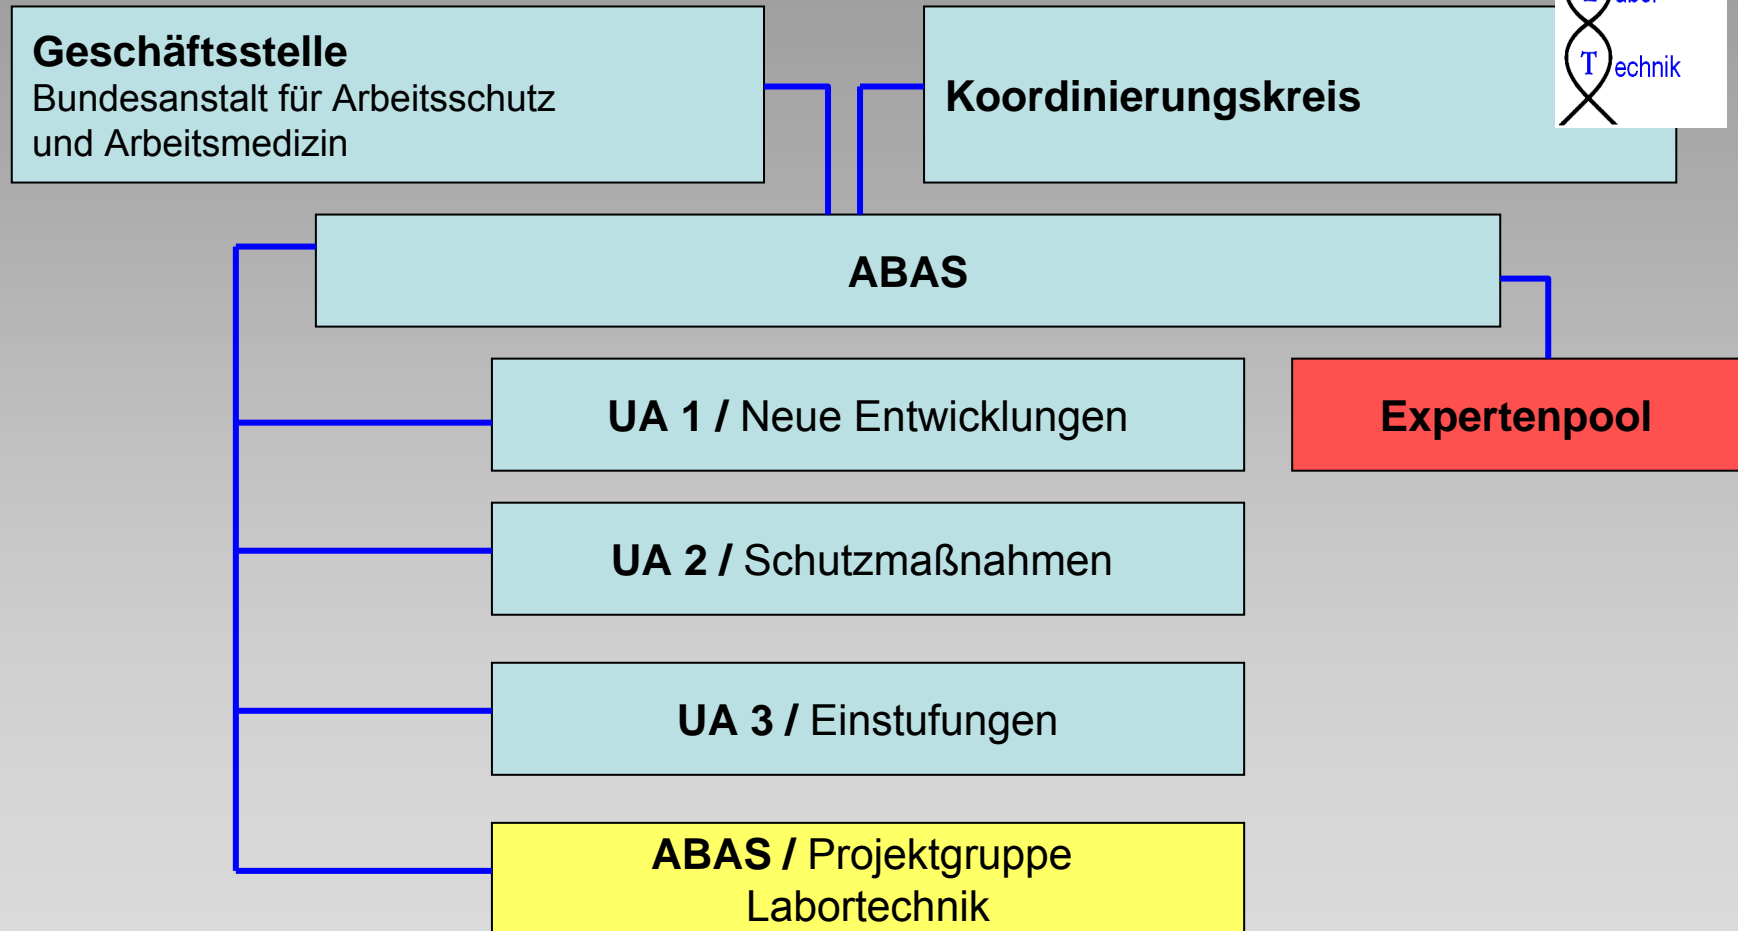 Geschäftsstelle
Bundesanstalt für Arbeitsschutz
und Arbeitsmedizin
Koordinierungskreis
T echnik
ABAS
UA 1 / Neue Entwicklungen
Expertenpool
UA 2 / Schutzmaßnahmen
UA 3 / Einstufungen
ABAS / Projektgruppe
Labortechnik